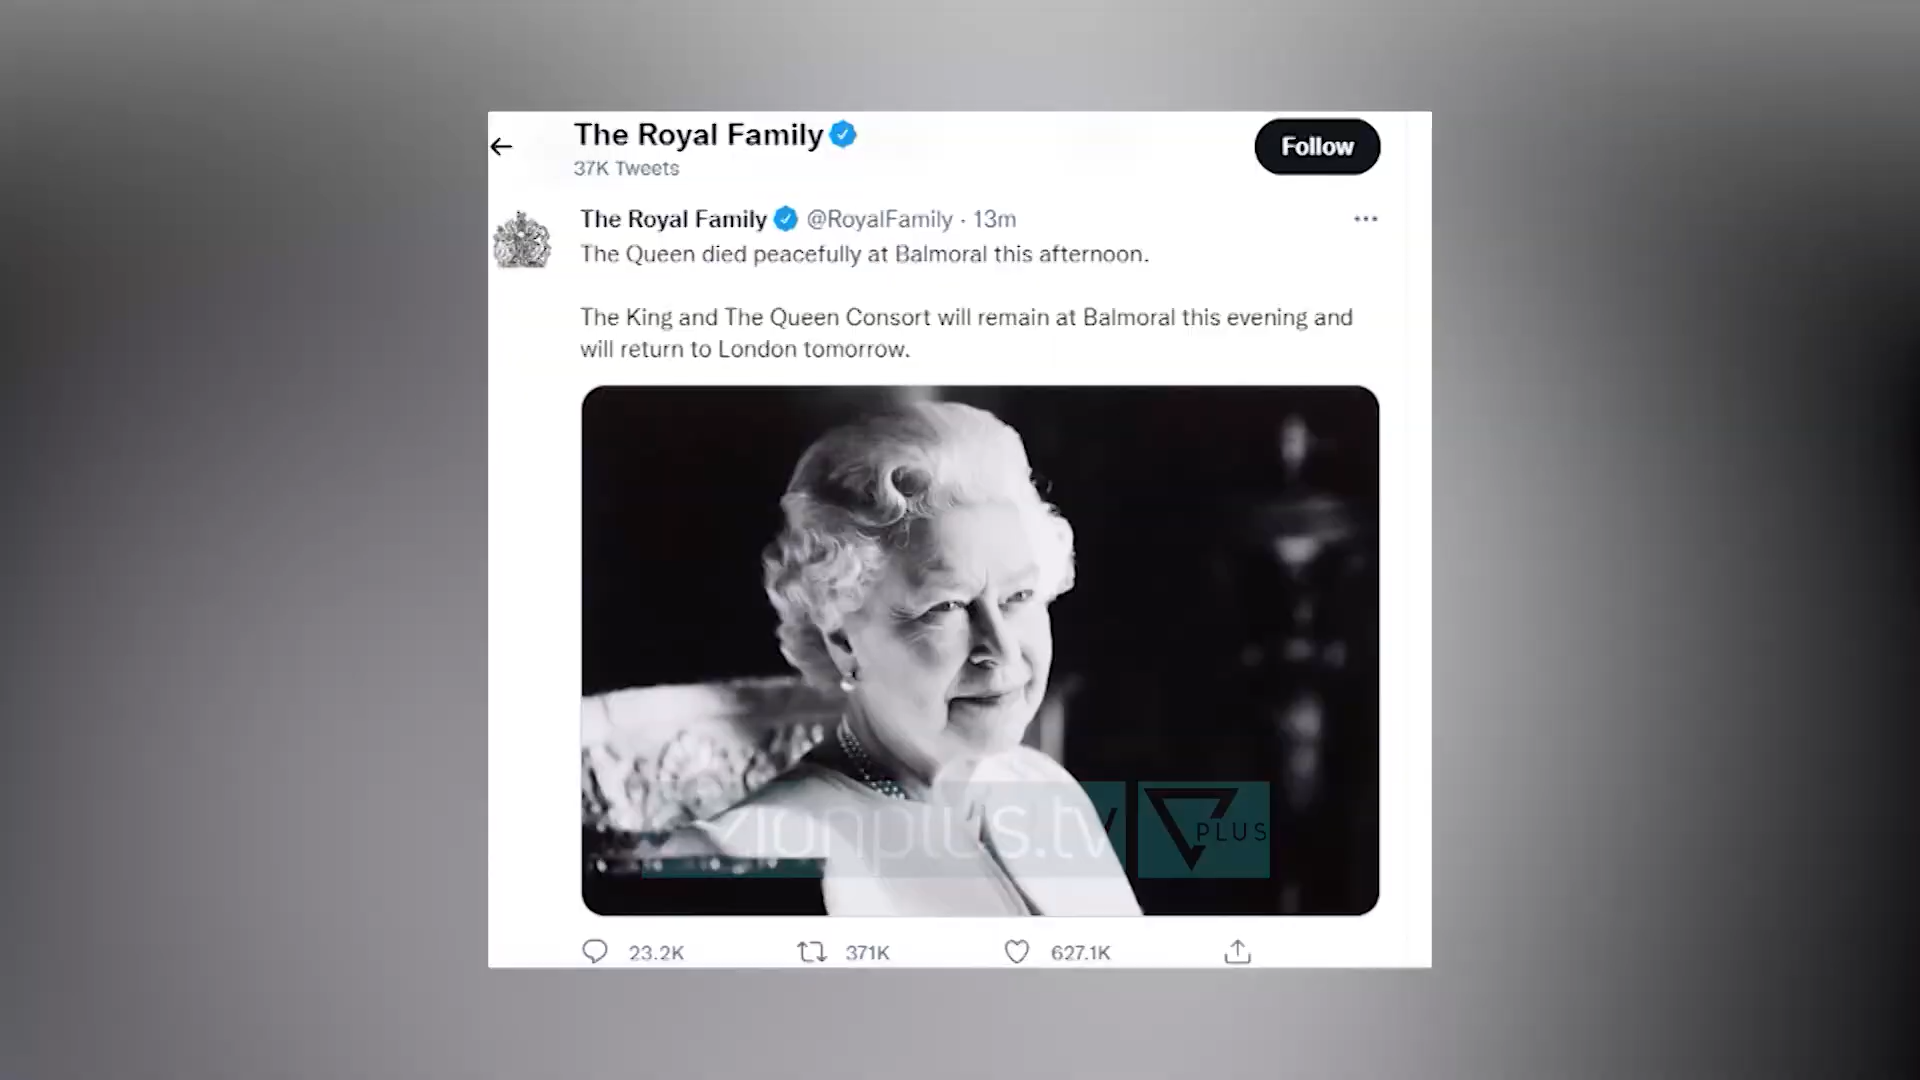 The Royal Family
37K Tweets
Follow
The Royal Family @RoyalFamily · 13m
The Queen died peacefully at Balmoral this afternoon.
The King and The Queen Consort will remain at Balmoral this evening and
will return to London tomorrow.
zionplus.tv
PLUS
23.2K 371K 627.1K